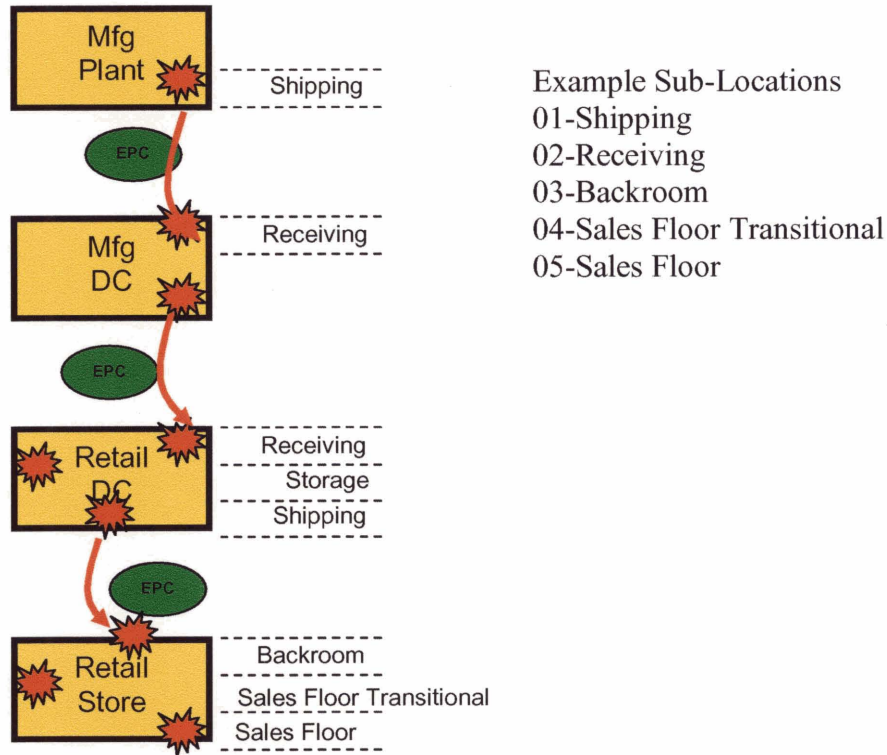 Mfg
Plant
Shipping
EPC
Mfg
DC
Receiving
EPC
Retail
DC
Receiving
Storage
Shipping
EPC
Retail
Store
Backroom
Sales Floor Transitional
Sales Floor
Example Sub-Locations
01-Shipping
02-Receiving
03-Backroom
04-Sales Floor Transitional
05-Sales Floor